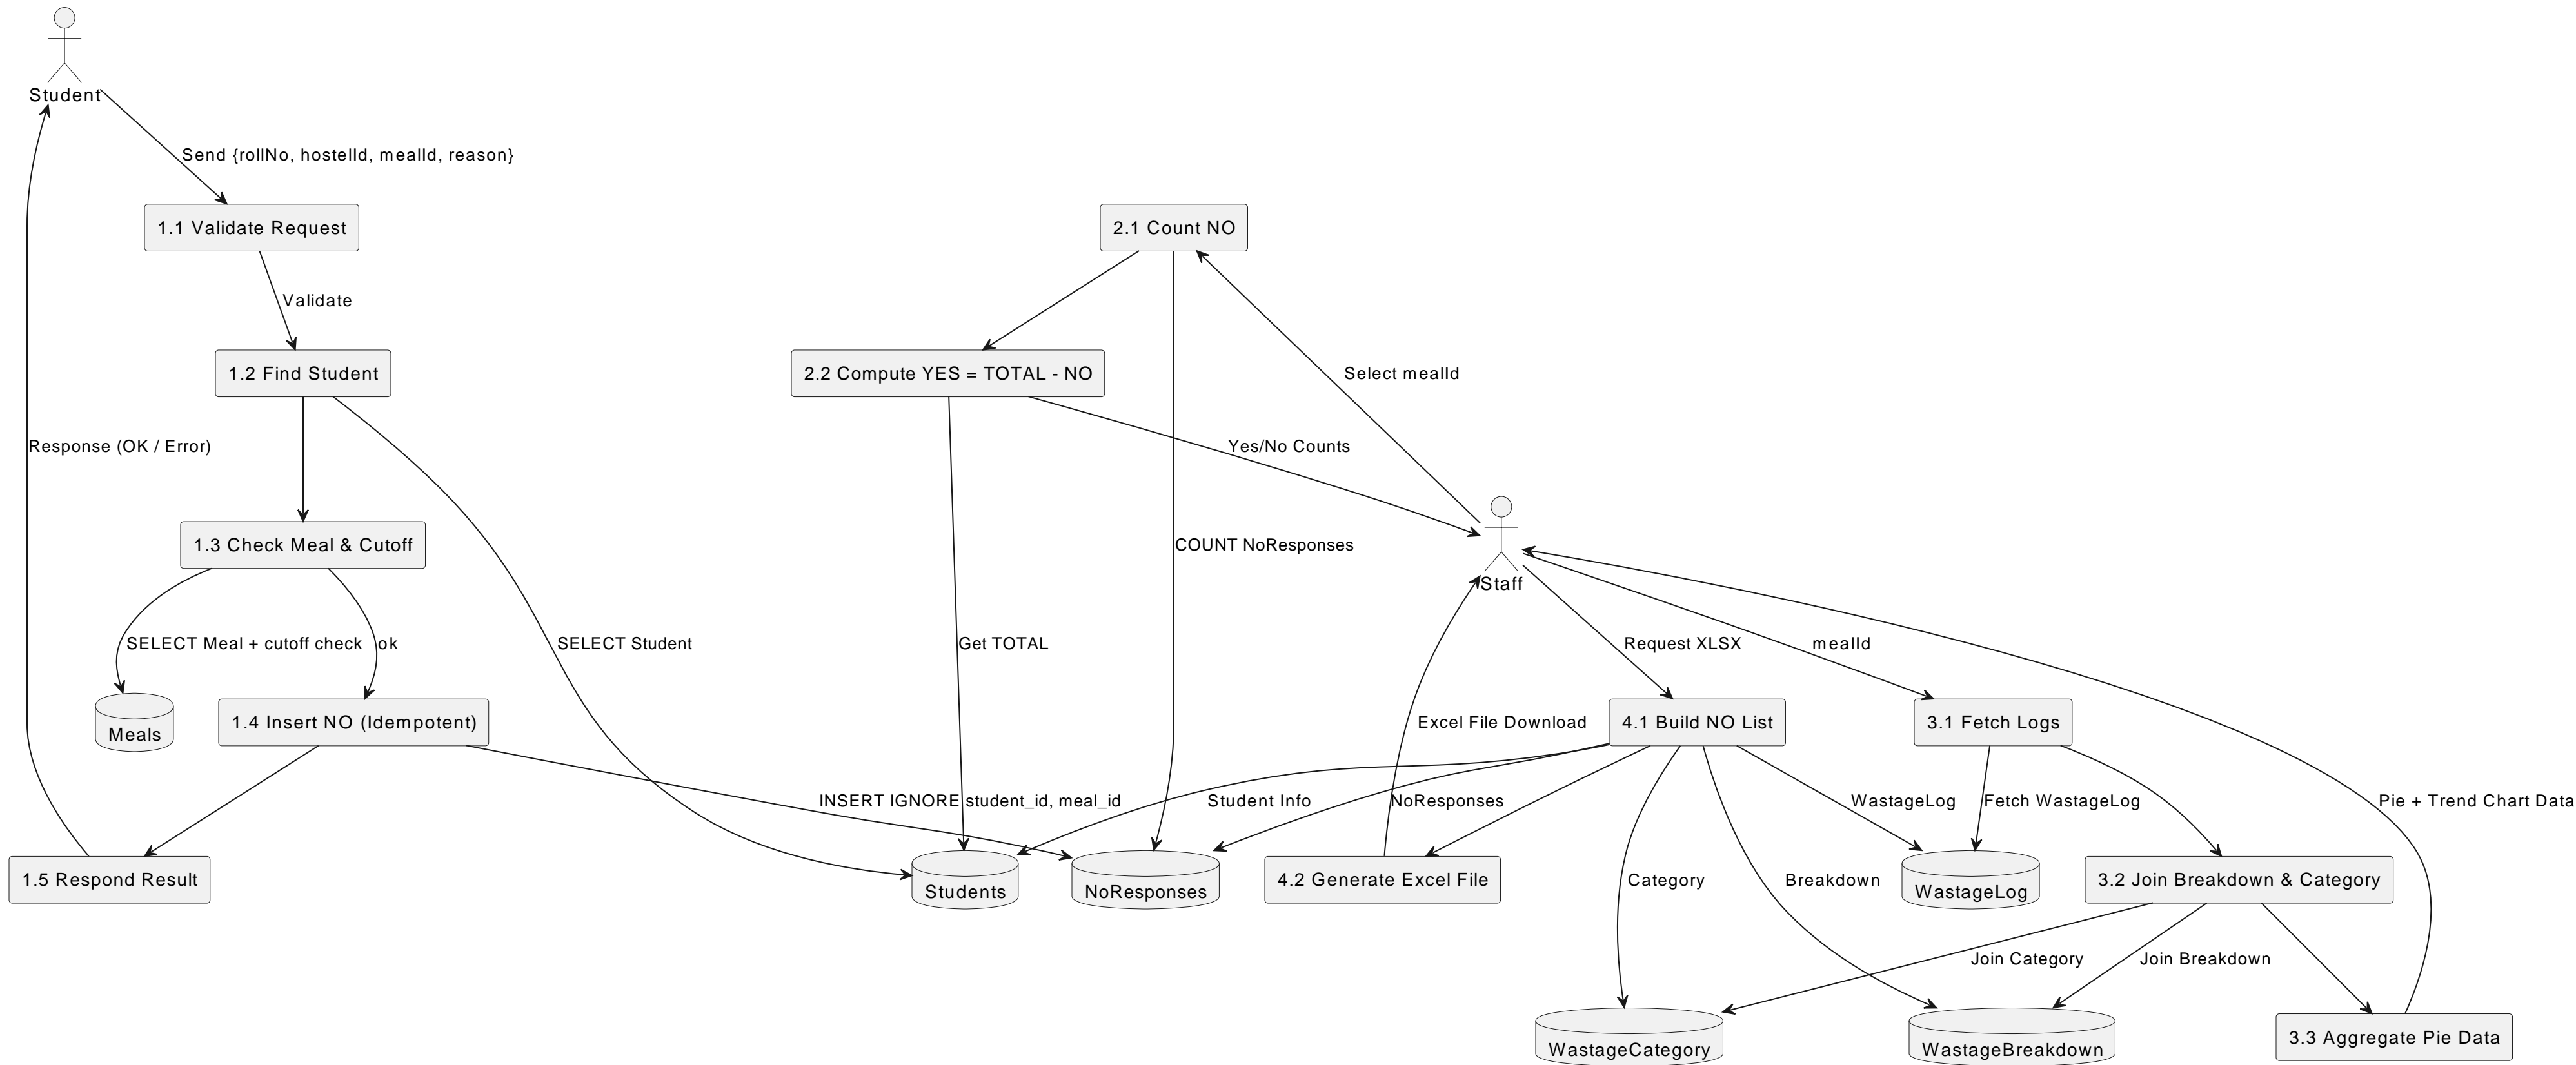 Student
Send {rollNo, hostelId, mealId, reason}
1.1 Validate Request
2.1 Count NO
Validate
1.2 Find Student
2.2 Compute YES = TOTAL - NO
Select mealId
Response (OK / Error)
Yes/No Counts
1.3 Check Meal & Cutoff
COUNT NoResponses
Staff
SELECT Meal + cutoff check
ok
SELECT Student
Get TOTAL
Request XLSX
mealId
Meals
1.4 Insert NO (Idempotent)
Excel File Download
4.1 Build NO List
3.1 Fetch Logs
INSERT IGNORE student_id, meal_id
Student Info
NoResponses
WastageLog
Fetch WastageLog
Pie + Trend Chart Data
1.5 Respond Result
Students
NoResponses
4.2 Generate Excel File
Category
Breakdown
WastageLog
3.2 Join Breakdown & Category
Join Category
Join Breakdown
WastageCategory
WastageBreakdown
3.3 Aggregate Pie Data